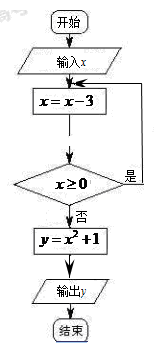 开始
输入x
x=x-3
x≥0
是
否
y=x²+1
输出y
结束